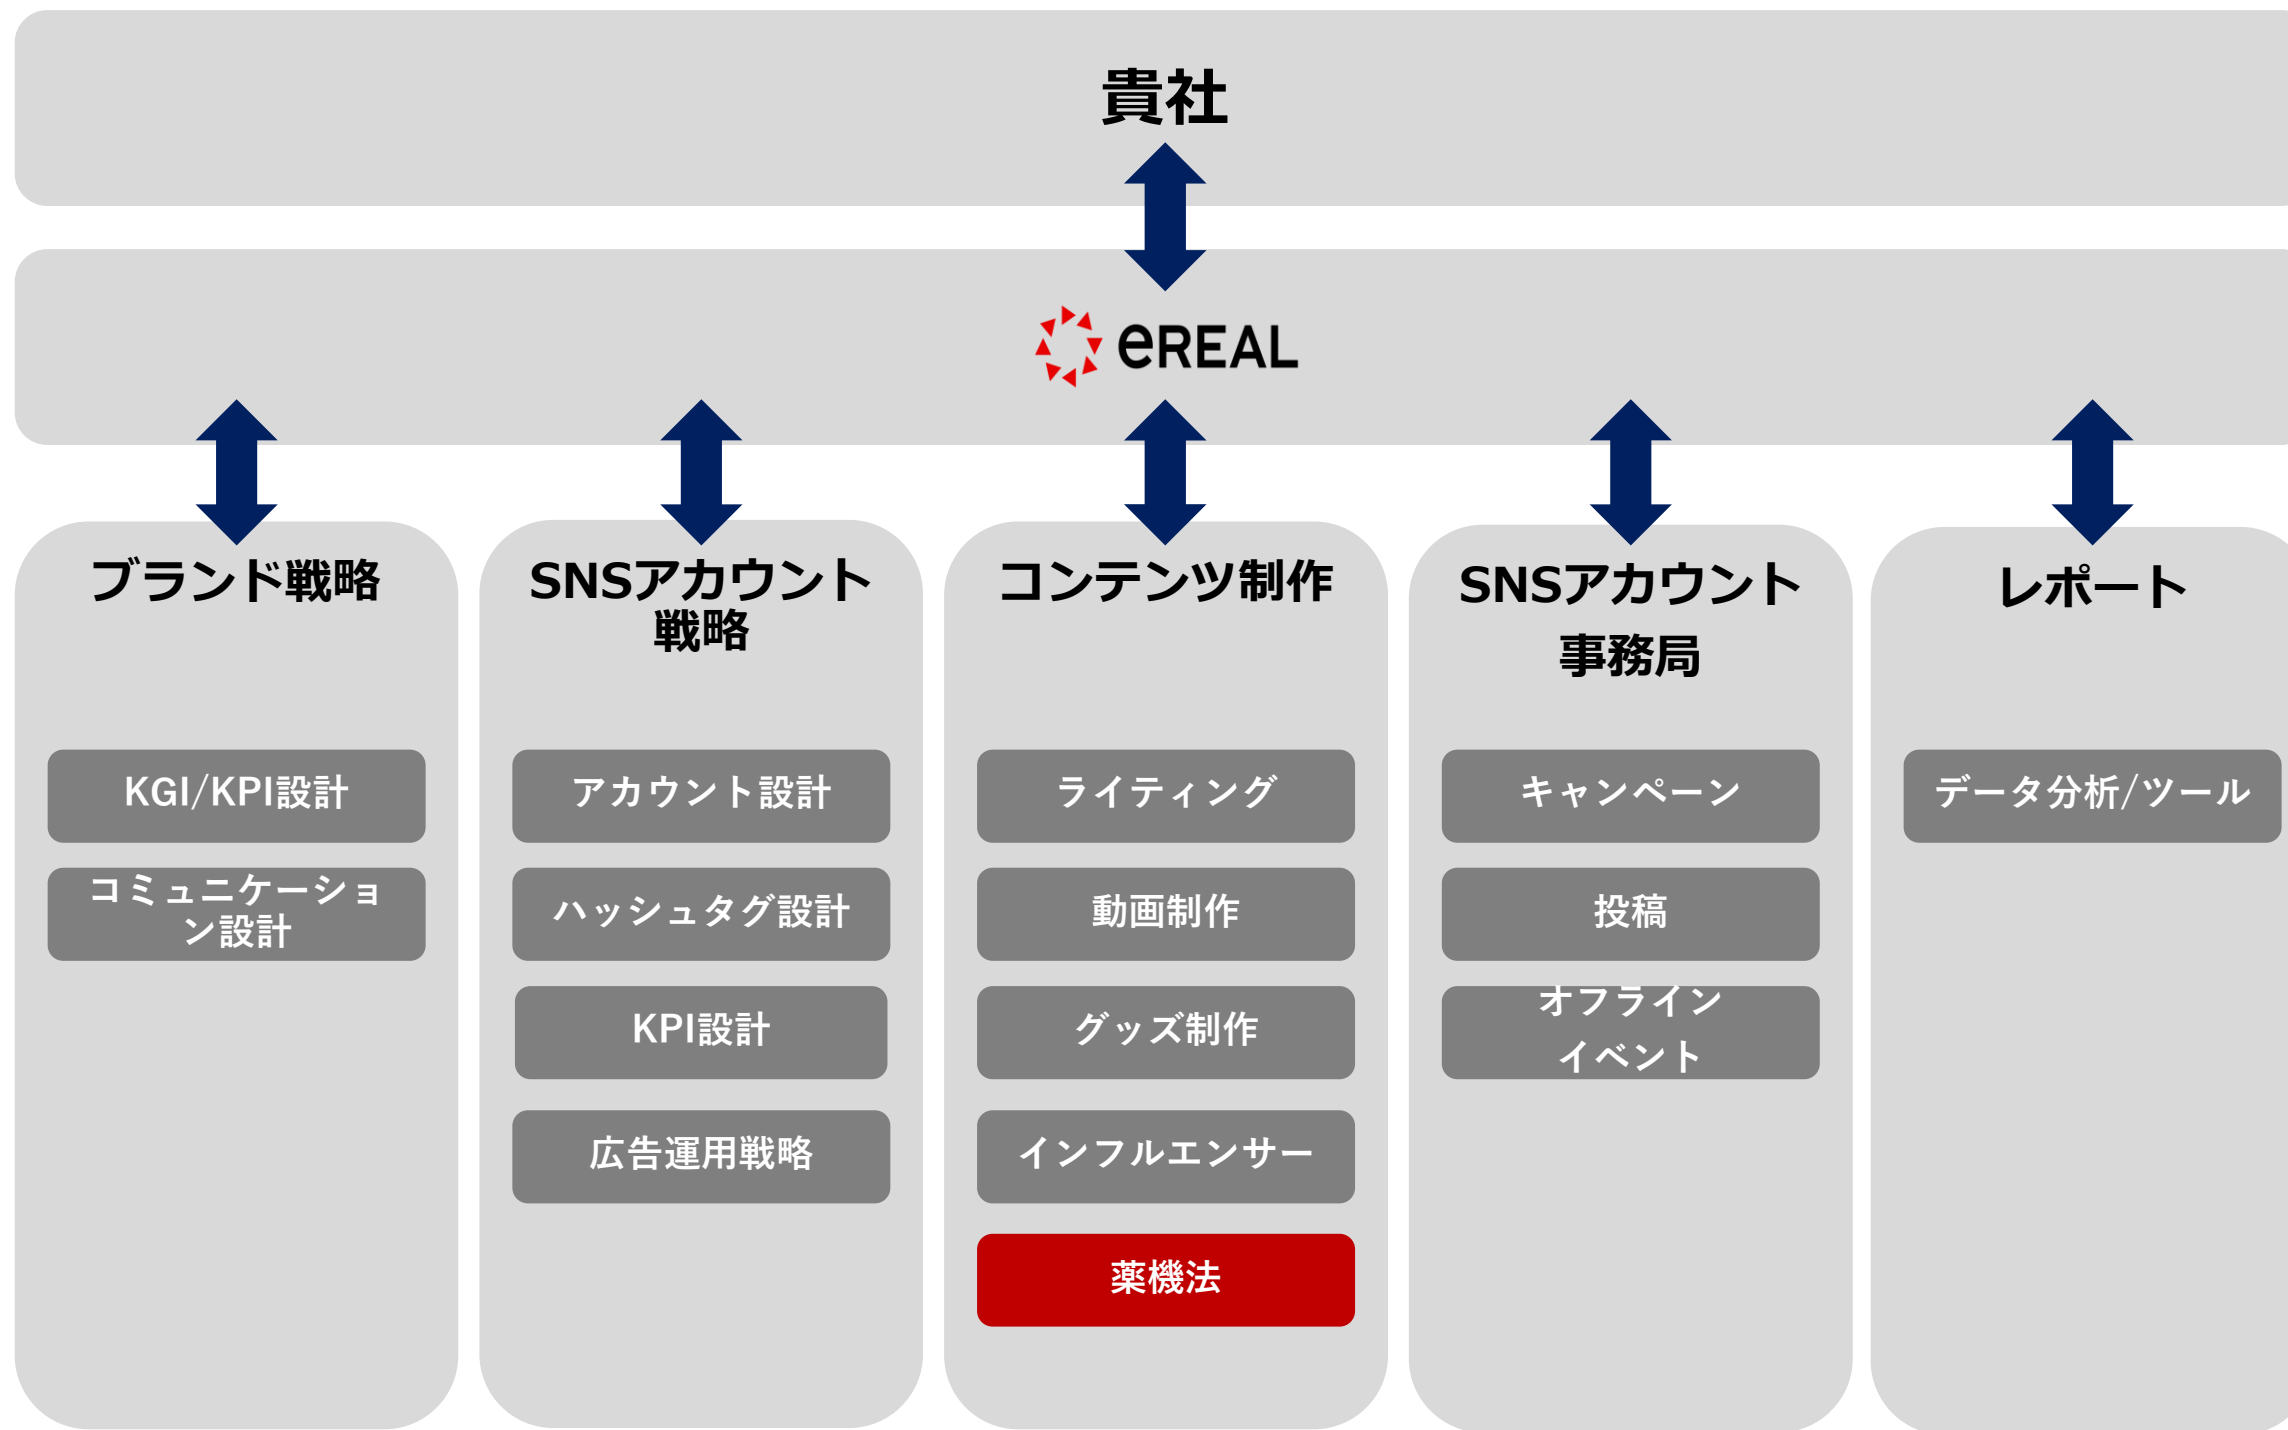 貴社
eREAL
ブランド戦略
KGI/KPI設計
コミュニケーショ
ン設計
SNSアカウント
戦略
アカウント設計
ハッシュタグ設計
KPI設計
広告運用戦略
コンテンツ制作
ライティング
動画制作
グッズ制作
インフルエンサー
薬機法
SNSアカウント
事務局
キャンペーン
投稿
オフライン
イベント
レポート
データ分析/ツール